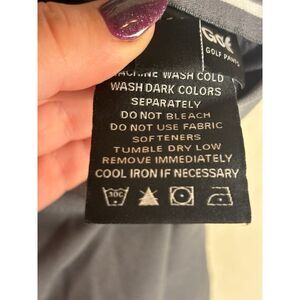 GOLF PANTS
MACHINE WASH COLD
WASH DARK COLORS
SEPARATELY
DO NOT BLEACH
DO NOT USE FABRIC
SOFTENERS
TUMBLE DRY LOW
REMOVE IMMEDIATELY
COOL IRON IF NECESSARY
30C